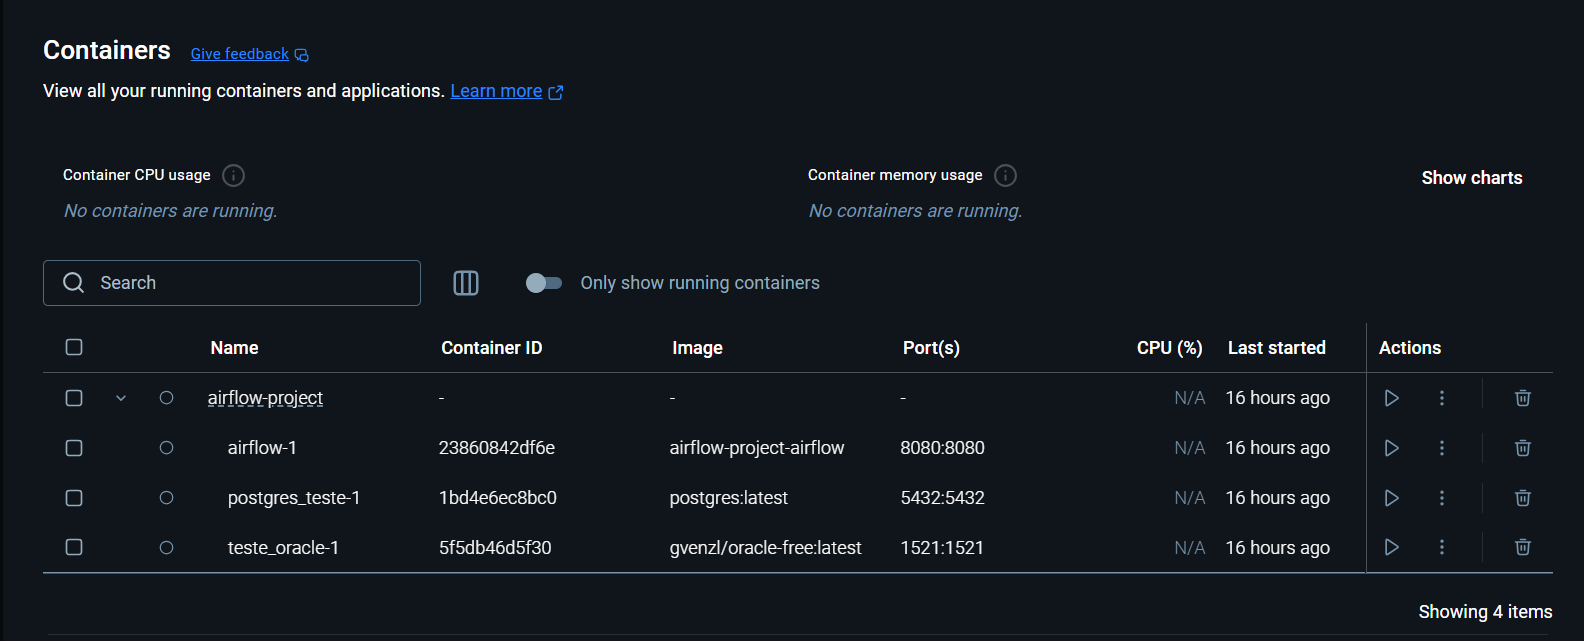 Containers Give feedback
View all your running containers and applications. Learn more
Container CPU usage Container memory usage Show charts
No containers are running. No containers are running.
Search Only show running containers
Name Container ID Image Port(s) CPU (%) Last started Actions
airflow-project - - - N/A 16 hours ago
airflow-1 23860842df6e airflow-project-airflow 8080:8080 N/A 16 hours ago
postgres_teste-1 1bd4e6ec8bc0 postgres:latest 5432:5432 N/A 16 hours ago
teste_oracle-1 5f5db46d5f30 gvenzl/oracle-free:latest 1521:1521 N/A 16 hours ago
Showing 4 items